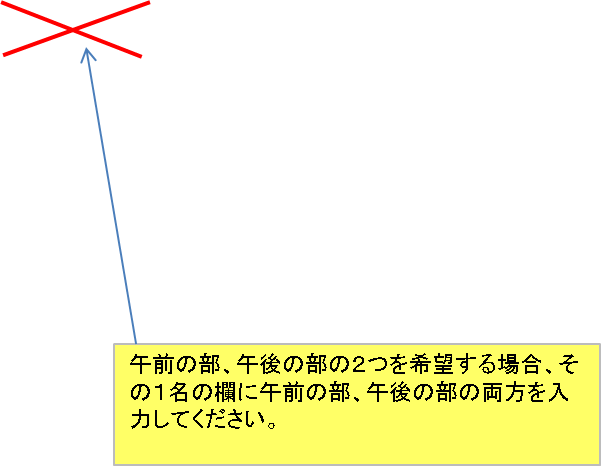 午前の部、午後の部の２つを希望する場合、そ
の１名の欄に午前の部、午後の部の両方を入
力してください。